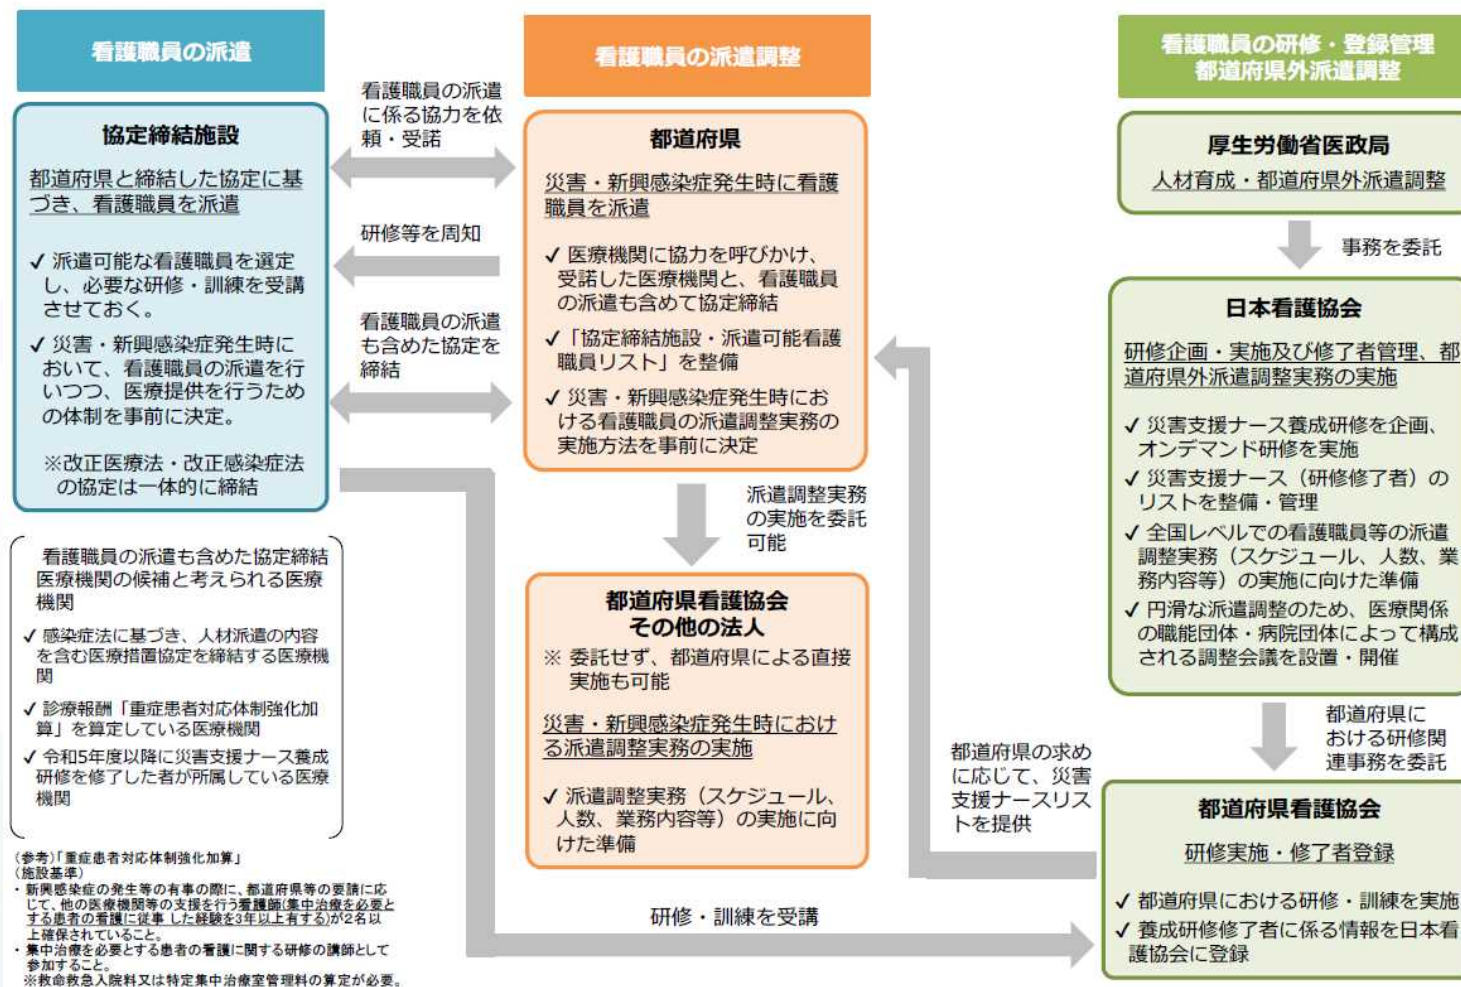 看護職員の派遣
協定締結施設
都道府県と締結した協定に基
づき、看護職員を派遣
✓ 派遣可能な看護職員を選定
し、必要な研修・訓練を受講
させておく。
✓ 災害・新興感染症発生時に
おいて、看護職員の派遣を行
いつつ、医療提供を行うため
の体制を事前に決定。
※改正医療法・改正感染症法
の協定は一体的に締結
看護職員の派遣も含めた協定締結
医療機関の候補と考えられる医療
機関
✓ 感染症法に基づき、人材派遣の内容
を含む医療措置協定を締結する医療機
関
✓ 診療報酬「重症患者対応体制強化加
算」を算定している医療機関
✓ 令和5年度以降に災害支援ナース養成
研修を修了した者が所属している医療
機関
(参考)「重症患者対応体制強化加算」
(施設基準)
・新興感染症の発生等の有事の際に、都道府県等の要請に応
じて、他の医療機関等の支援を行う看護師(集中治療を必要と
する患者の看護に従事 した経験を3年以上有する)が2名以
上確保されていること。
・集中治療を必要とする患者の看護に関する研修の講師として
参加すること。
※救命救急入院料又は特定集中治療室管理料の算定が必要。
看護職員の派遣
に係る協力を依
頼・受諾
研修等を周知
看護職員の派遣
も含めた協定を
締結
看護職員の派遣調整
都道府県
災害・新興感染症発生時に看護
職員を派遣
✓ 医療機関に協力を呼びかけ、
受諾した医療機関と、看護職員
の派遣も含めて協定締結
✓「協定締結施設・派遣可能看護
職員リスト」を整備
✓ 災害・新興感染症発生時にお
ける看護職員の派遣調整実務の
実施方法を事前に決定
派遣調整実務
の実施を委託
可能
都道府県看護協会
その他の法人
※ 委託せず、都道府県による直接
実施も可能
災害・新興感染症発生時におけ
る派遣調整実務の実施
✓ 派遣調整実務（スケジュール、
人数、業務内容等）の実施に向
けた準備
研修・訓練を受講
都道府県の求め
に応じて、災害
支援ナースリス
トを提供
看護職員の研修・登録管理
都道府県外派遣調整
厚生労働省医政局
人材育成・都道府県外派遣調整
事務を委託
日本看護協会
研修企画・実施及び修了者管理、都
道府県外派遣調整実務の実施
✓ 災害支援ナース養成研修を企画、
オンデマンド研修を実施
✓ 災害支援ナース（研修修了者）の
リストを整備・管理
✓ 全国レベルでの看護職員等の派遣
調整実務（スケジュール、人数、業
務内容等）の実施に向けた準備
✓ 円滑な派遣調整のため、医療関係
の職能団体・病院団体によって構成
される調整会議を設置・開催
都道府県に
おける研修関
連事務を委託
都道府県看護協会
研修実施・修了者登録
✓ 都道府県における研修・訓練を実施
✓ 養成研修修了者に係る情報を日本看
護協会に登録